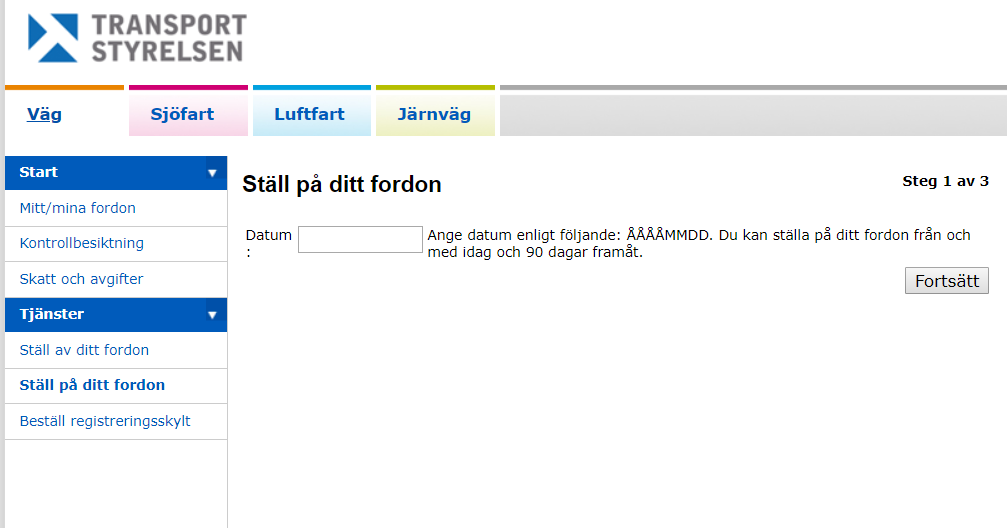 TRANSPORT
STYRELSEN
Väg
Sjöfart
Luftfart
Järnväg
Start
Mitt/mina fordon
Kontrollbesiktning
Skatt och avgifter
Tjänster
Ställ av ditt fordon
Ställ på ditt fordon
Beställ registreringsskylt
Ställ på ditt fordon
Steg 1 av 3
Datum
:
Ange datum enligt följande: ÅÅÅÅMMDD. Du kan ställa på ditt fordon från och
med idag och 90 dagar framåt.
Fortsätt